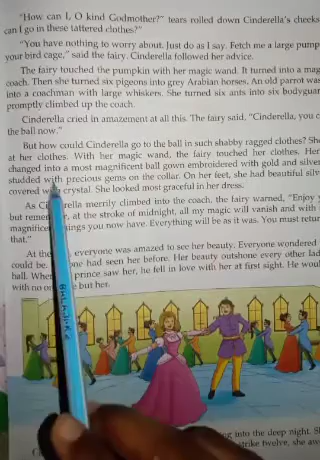 "How can I, O kind Godmother?" tears rolled down Cinderella's cheeks
can I go in these tattered clothes?"
"You have nothing to worry about. Just do as I say. Fetch me a large pump
your bird cage," said the fairy. Cinderella followed her advice.
The fairy touched the pumpkin with her magic wand. It turned into a mag
coach. Then she turned six pigeons into grey Arabian horses. An old parrot was
into a coachman with large whiskers. She turned six ants into six bodyguar
promptly climbed up the coach.
Cinderella cried in amazement at all this. The fairy said, "Cinderella, you c
the ball now."
But how could Cinderella go to the ball in such shabby ragged clothes? She
at her clothes. With her magic wand, the fairy touched her clothes. Her
changed into a most magnificent ball gown embroidered with gold and silver
studded with precious gems on the collar. On her feet, she had beautiful silv
covered with crystal. She looked most graceful in her dress.
As Ci rella merrily climbed into the coach, the fairy warned, "Enjoy
but remem r, at the stroke of midnight, all my magic will vanish and with
magnificen ings you now have. Everything will be as it was. You must retur
that."
At the , everyone was amazed to see her beauty. Everyone wondered
could be. ne had seen her before. Her beauty outshone every other lad
ball. When prince saw her, he fell in love with her at first sight. He woul
with no on e but her.
ng into the deep night. S
strike twelve, she aw